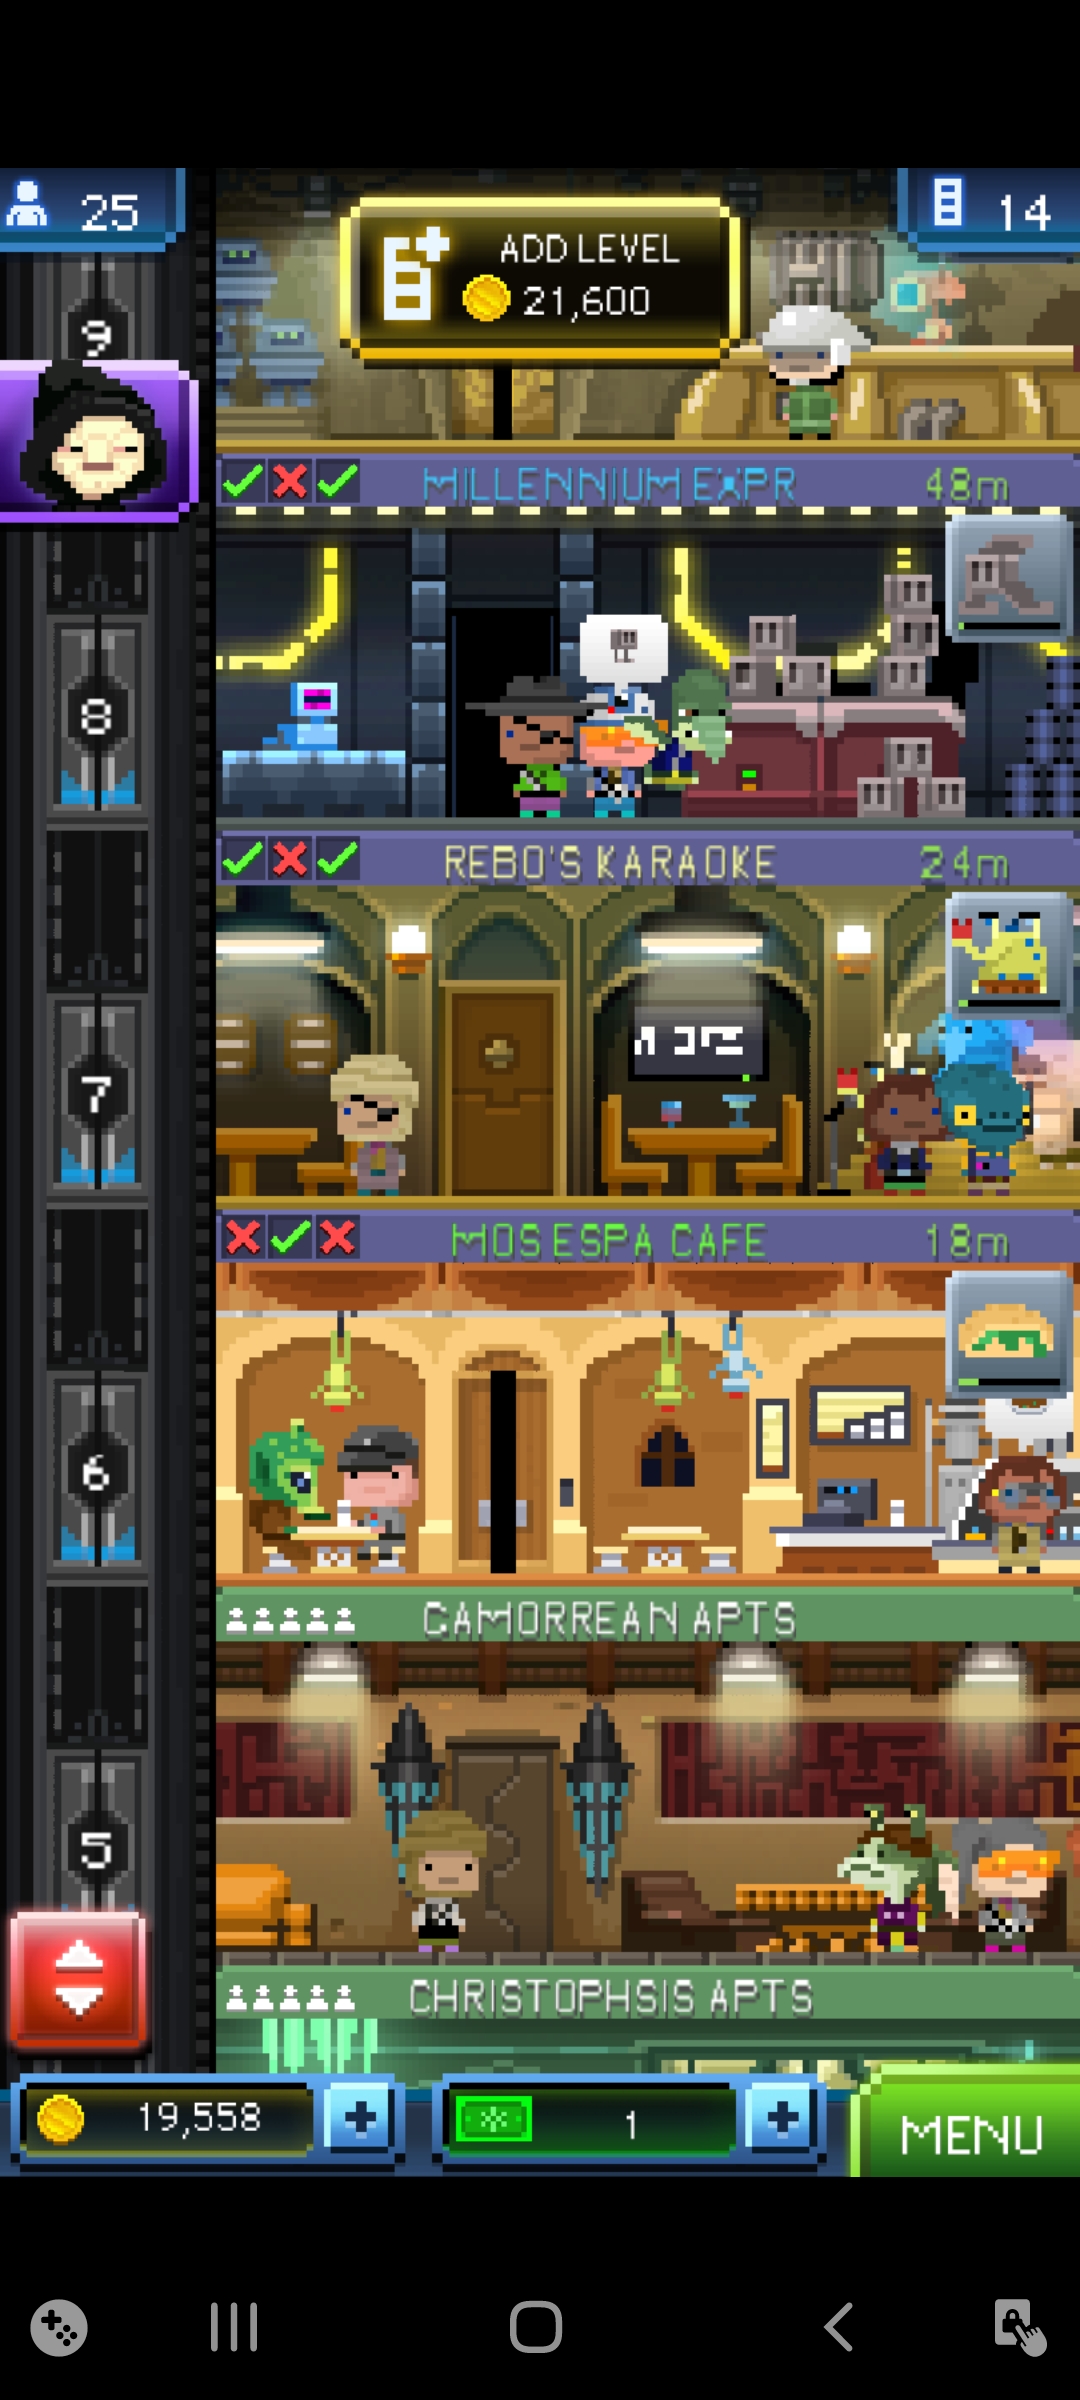 25
14
ADD LEVEL
21,600
9
MILLENNIUM EXPR
48m
8
REBO'S KARAOKE
24m
7
MOS ESPA CAFE
18m
6
CAMORREAN APTS
5
CHRISTOPHSIS APTS
19,558
1
MENU